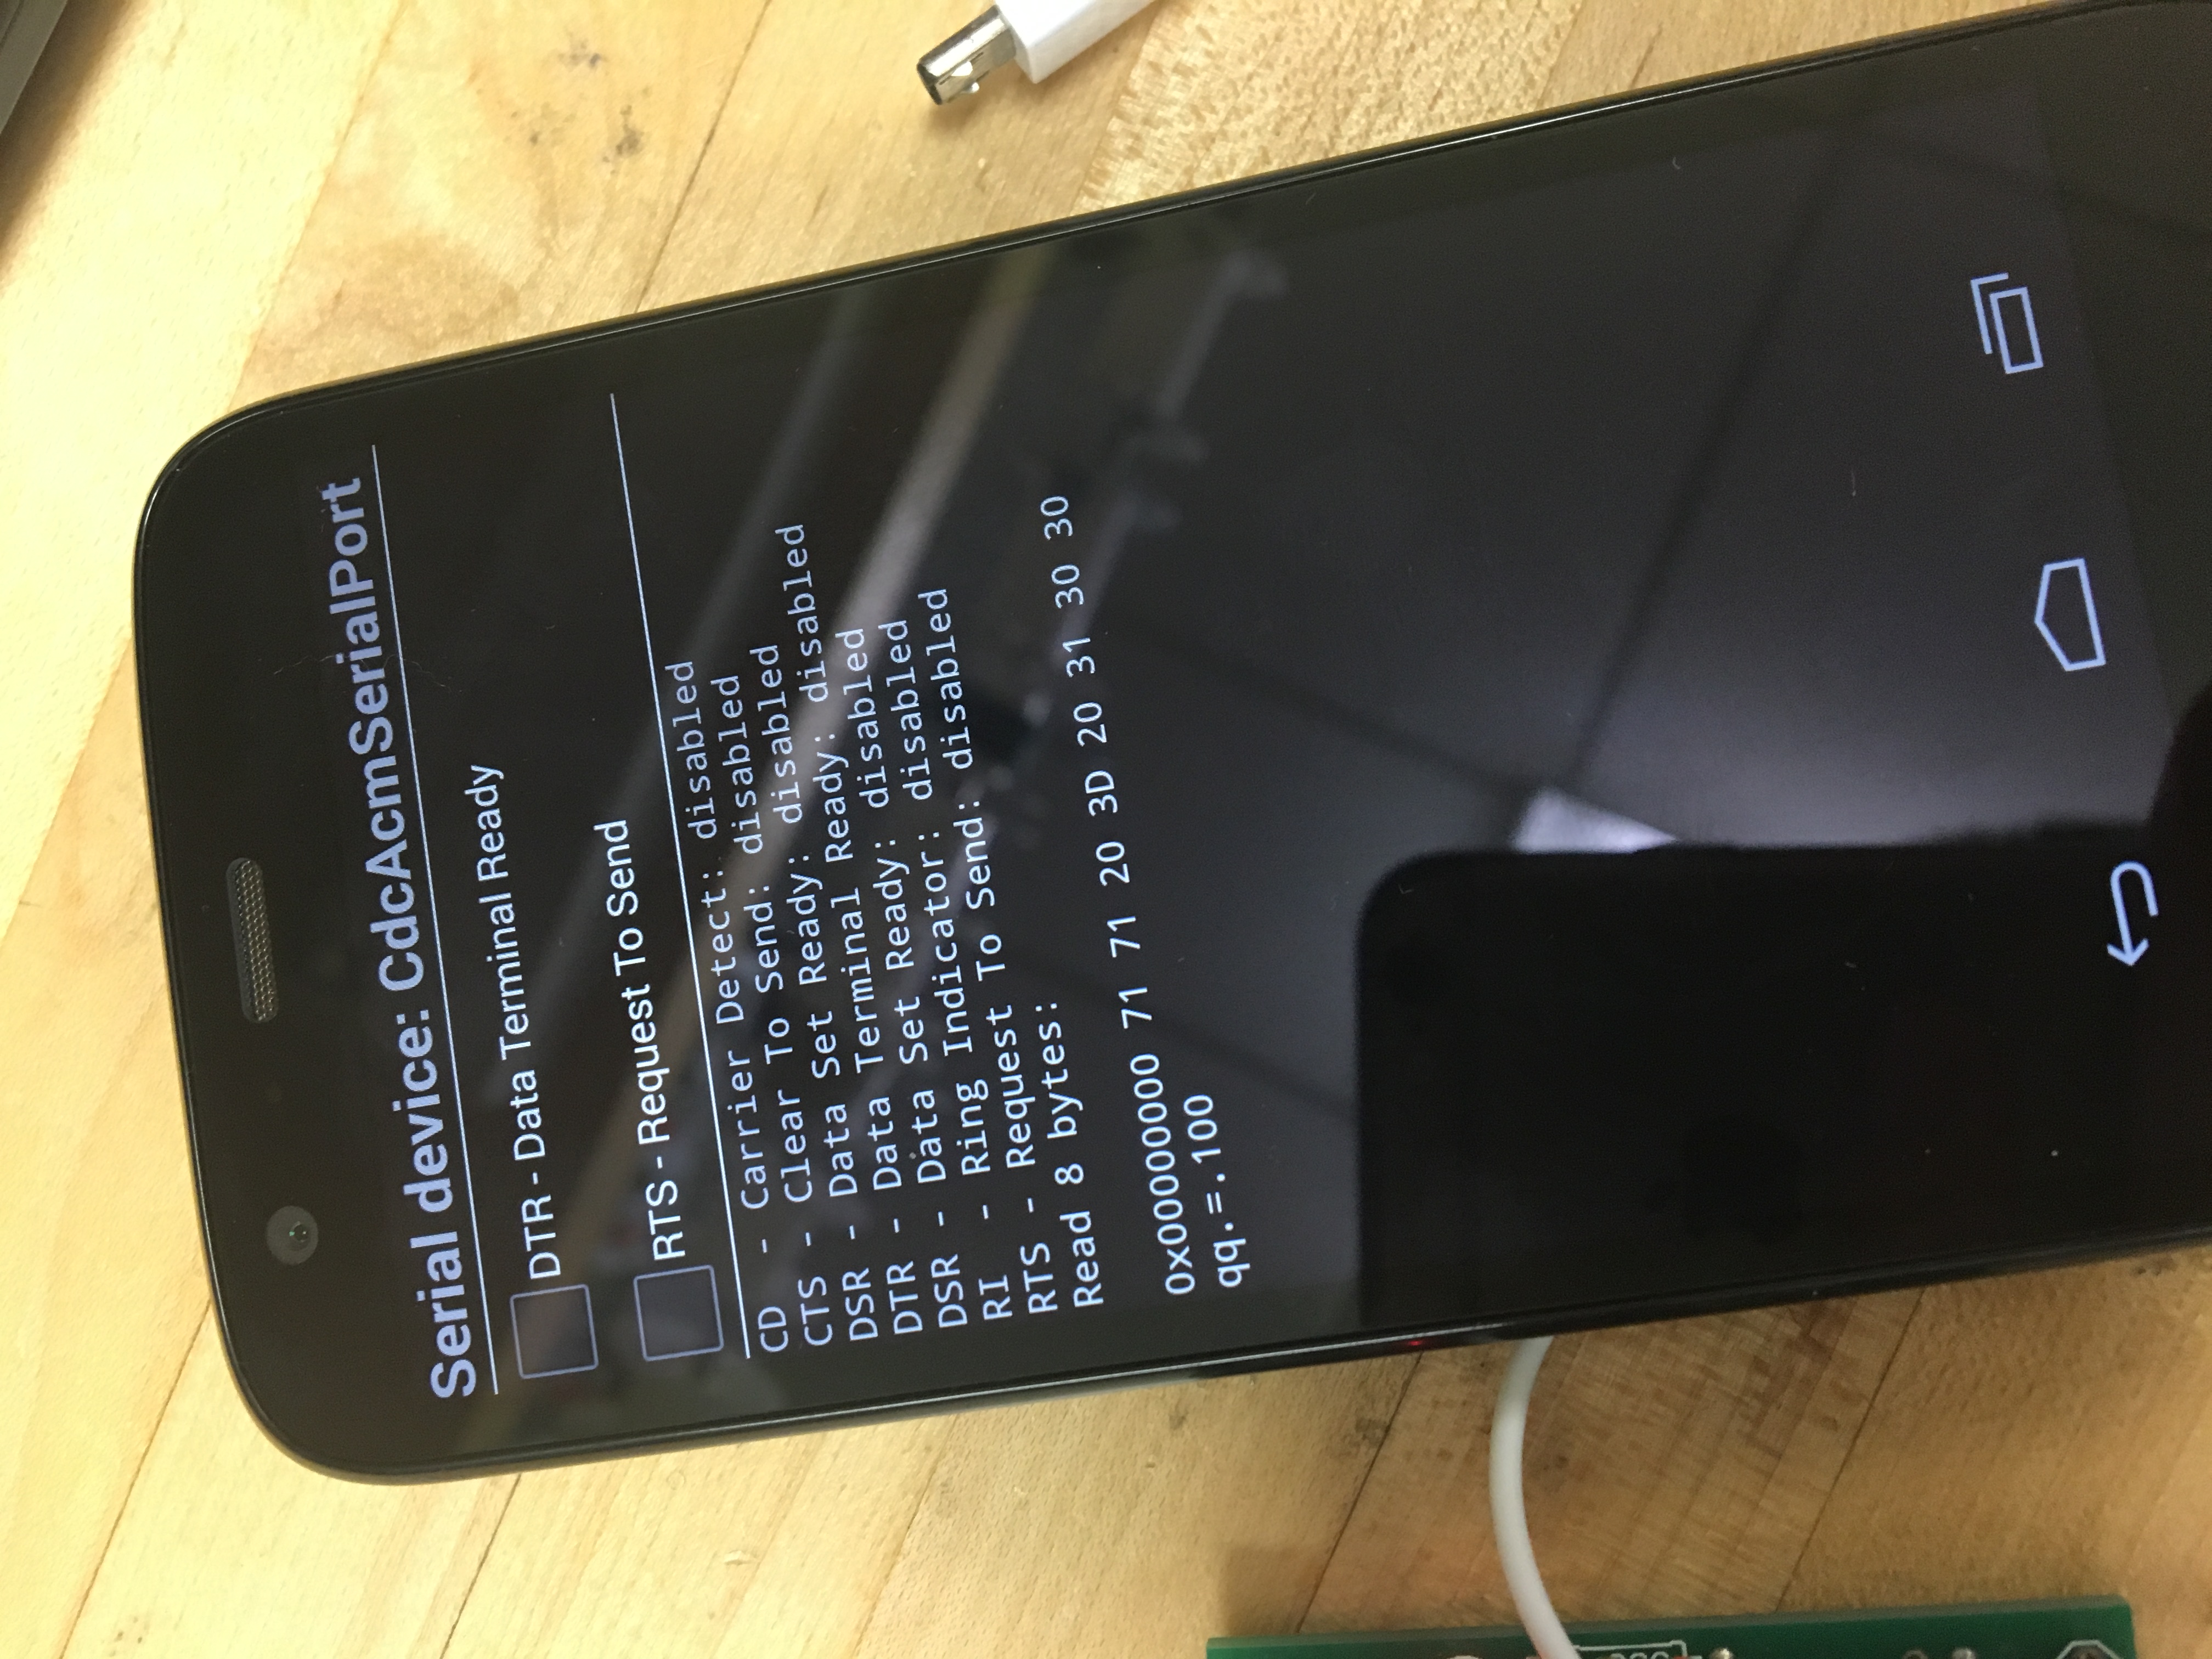 Serial device: CdcAcmSerialPort
DTR - Data Terminal Ready
RTS - Request To Send
CD  - Carrier Detect: disabled
CTS - Clear To Send: disabled
DSR - Data Set Ready: disabled
DTR - Data Terminal Ready: disabled
DSR - Data Set Ready: disabled
RI  - Ring Indicator: disabled
RTS - Request To Send: disabled
Read 8 bytes:
0x00000000 71 71 20 3D 20 31 30 30
qq.=.100